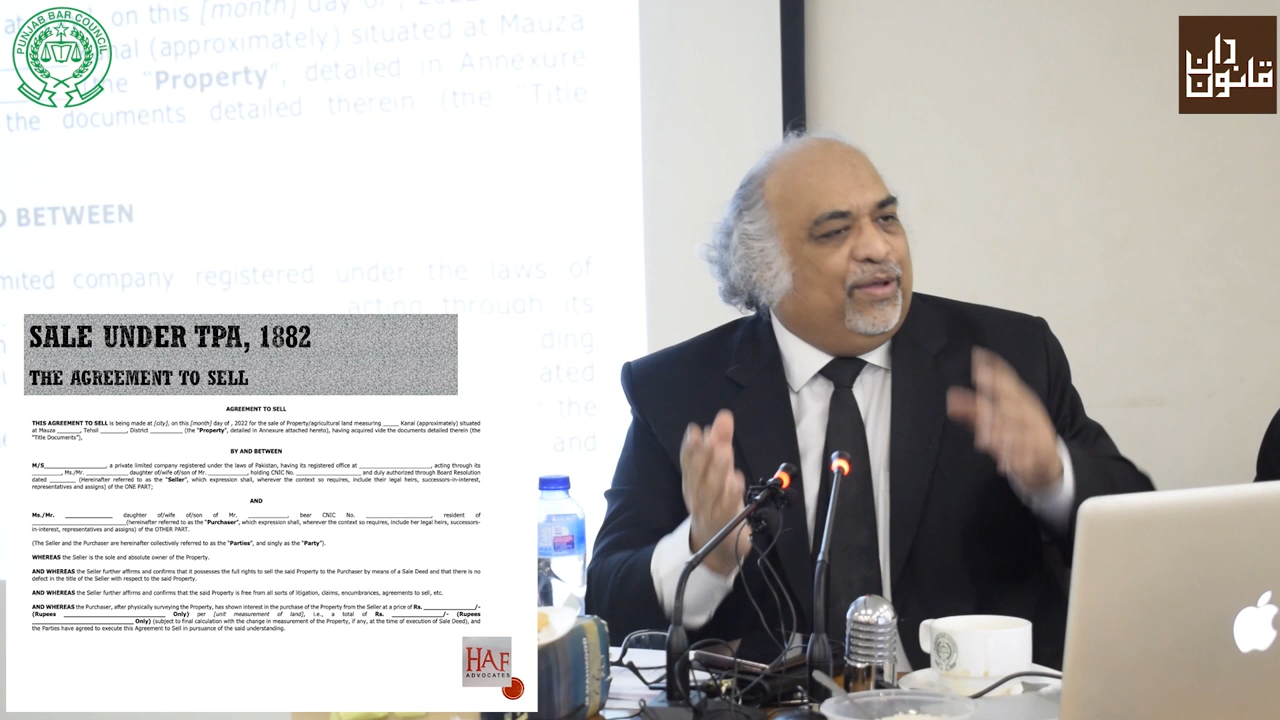 PUNJAB BAR COUNCIL
قانون دان
on this [month] day of , 202
(approximately) situated at Mauza
"Property", detailed in Annexure
the documents detailed therein (the "Title
BETWEEN
company registered under the laws of
acting through its
the
and
SALE UNDER TPA, 1882
THE AGREEMENT TO SELL
AGREEMENT TO SELL
THIS AGREEMENT TO SELL is being made at [city], on this [month] day of , 2022 for the sale of Property/agricultural land measuring _____ Kanal (approximately) situated
at Mauza _______, Tehsil ________, District __________ (the "Property", detailed in Annexure attached hereto), having acquired vide the documents detailed therein (the
"Title Documents"),
BY AND BETWEEN
M/S__________________, a private limited company registered under the laws of Pakistan, having its registered office at _____________________, acting through its
_________, Ms./Mr. ______________ daughter of/wife of/son of Mr. ____________, holding CNIC No. ___________________ and duly authorized through Board Resolution
dated ________ (Hereinafter referred to as the "Seller", which expression shall, wherever the context so requires, include their legal heirs, successors-in-interest,
representatives and assigns) of the ONE PART;
AND
Ms./Mr. ______________ daughter of/wife of/son of Mr. ____________, bear CNIC No. ___________________, resident of
___________________________ (hereinafter referred to as the "Purchaser", which expression shall, wherever the context so requires, include her legal heirs, successors-
in-interest, representatives and assigns) of the OTHER PART.
(The Seller and the Purchaser are hereinafter collectively referred to as the "Parties", and singly as the "Party").
WHEREAS the Seller is the sole and absolute owner of the Property.
AND WHEREAS the Seller further affirms and confirms that it possesses the full rights to sell the said Property to the Purchaser by means of a Sale Deed and that there is no
defect in the title of the Seller with respect to the said Property.
AND WHEREAS the Seller further affirms and confirms that the said Property is free from all sorts of litigation, claims, encumbrances, agreements to sell, etc.
AND WHEREAS the Purchaser, after physically surveying the Property, has shown interest in the purchase of the Property from the Seller at a price of Rs. ______________/-
(Rupees ______________________ Only) per [unit measurement of land], i.e., a total of Rs. ______________/- (Rupees
______________________________ Only) (subject to final calculation with the change in measurement of the Property, if any, at the time of execution of Sale Deed), and
the Parties have agreed to execute this Agreement to Sell in pursuance of the said understanding.
HAF
ADVOCATES